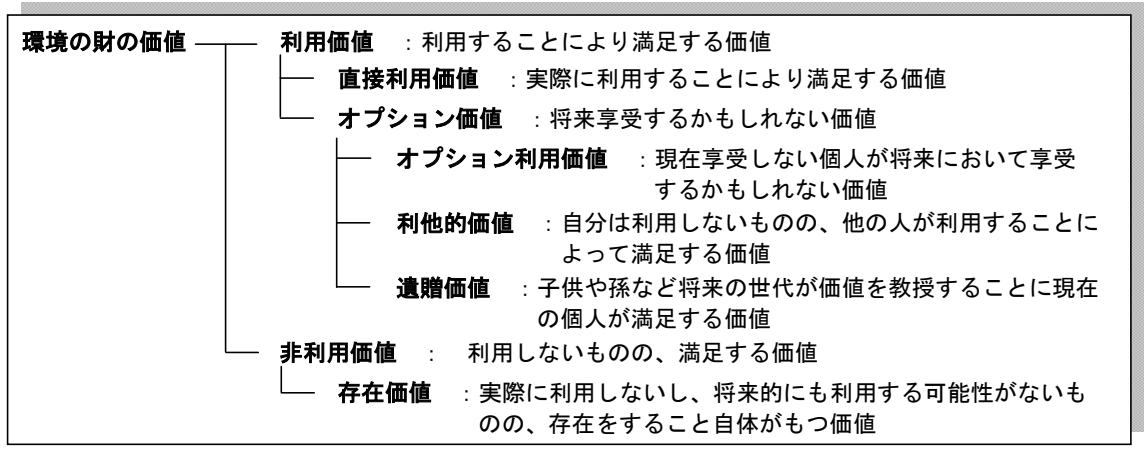 環境の財の価値 利用価値 :利用することにより満足する価値
直接利用価値 :実際に利用することにより満足する価値
オプション価値 :将来享受するかもしれない価値
オプション利用価値 :現在享受しない個人が将来において享受
するかもしれない価値
利他的価値 :自分は利用しないものの、他の人が利用することに
よって満足する価値
遺贈価値 :子供や孫など将来の世代が価値を教授することに現在
の個人が満足する価値
非利用価値 : 利用しないものの、満足する価値
存在価値 :実際に利用しないし、将来的にも利用する可能性がないも
のの、存在をすること自体がもつ価値